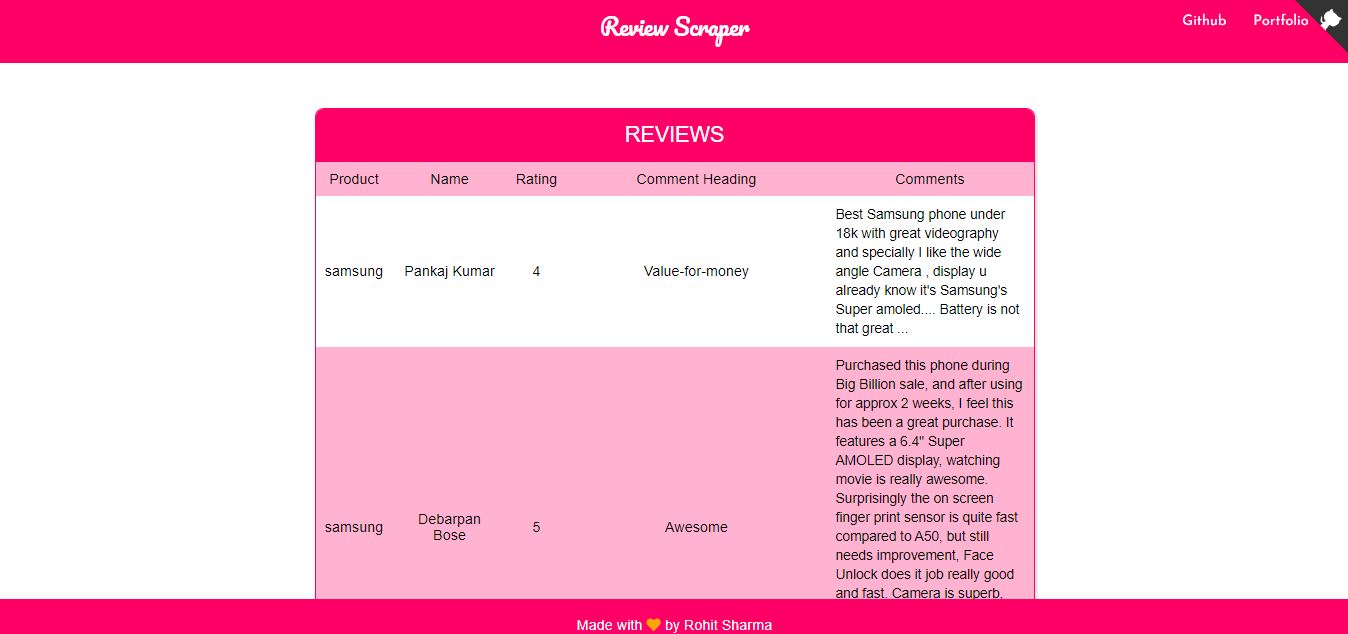 Review Scraper
Github Portfolio
REVIEWS
Product Name Rating Comment Heading Comments
samsung Pankaj Kumar 4 Value-for-money
Best Samsung phone under
18k with great videography
and specially I like the wide
angle Camera , display u
already know it's Samsung's
Super amoled.... Battery is not
that great ...
samsung Debarpan
Bose 5 Awesome
Purchased this phone during
Big Billion sale, and after using
for approx 2 weeks, I feel this
has been a great purchase. It
features a 6.4" Super
AMOLED display, watching
movie is really awesome.
Surprisingly the on screen
finger print sensor is quite fast
compared to A50, but still
needs improvement, Face
Unlock does it job really good
and fast. Camera is superb,
Made with 🧡 by Rohit Sharma